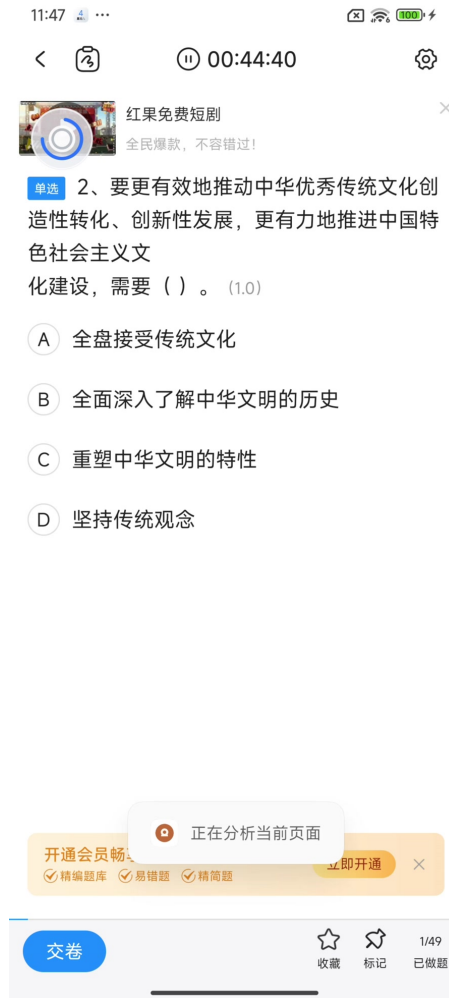 11:47 ···
100
00:44:40
红果免费短剧
全民爆款，不容错过!
单选 2、要更有效地推动中华优秀传统文化创
造性转化、创新性发展，更有力地推进中国特
色社会主义文
化建设，需要（ ）。（1.0）
A 全盘接受传统文化
B 全面深入了解中华文明的历史
C 重塑中华文明的特性
D 坚持传统观念
正在分析当前页面
开通会员畅
立即开通
精编题库 易错题 精简题
交卷
收藏
标记
1/49
已做题